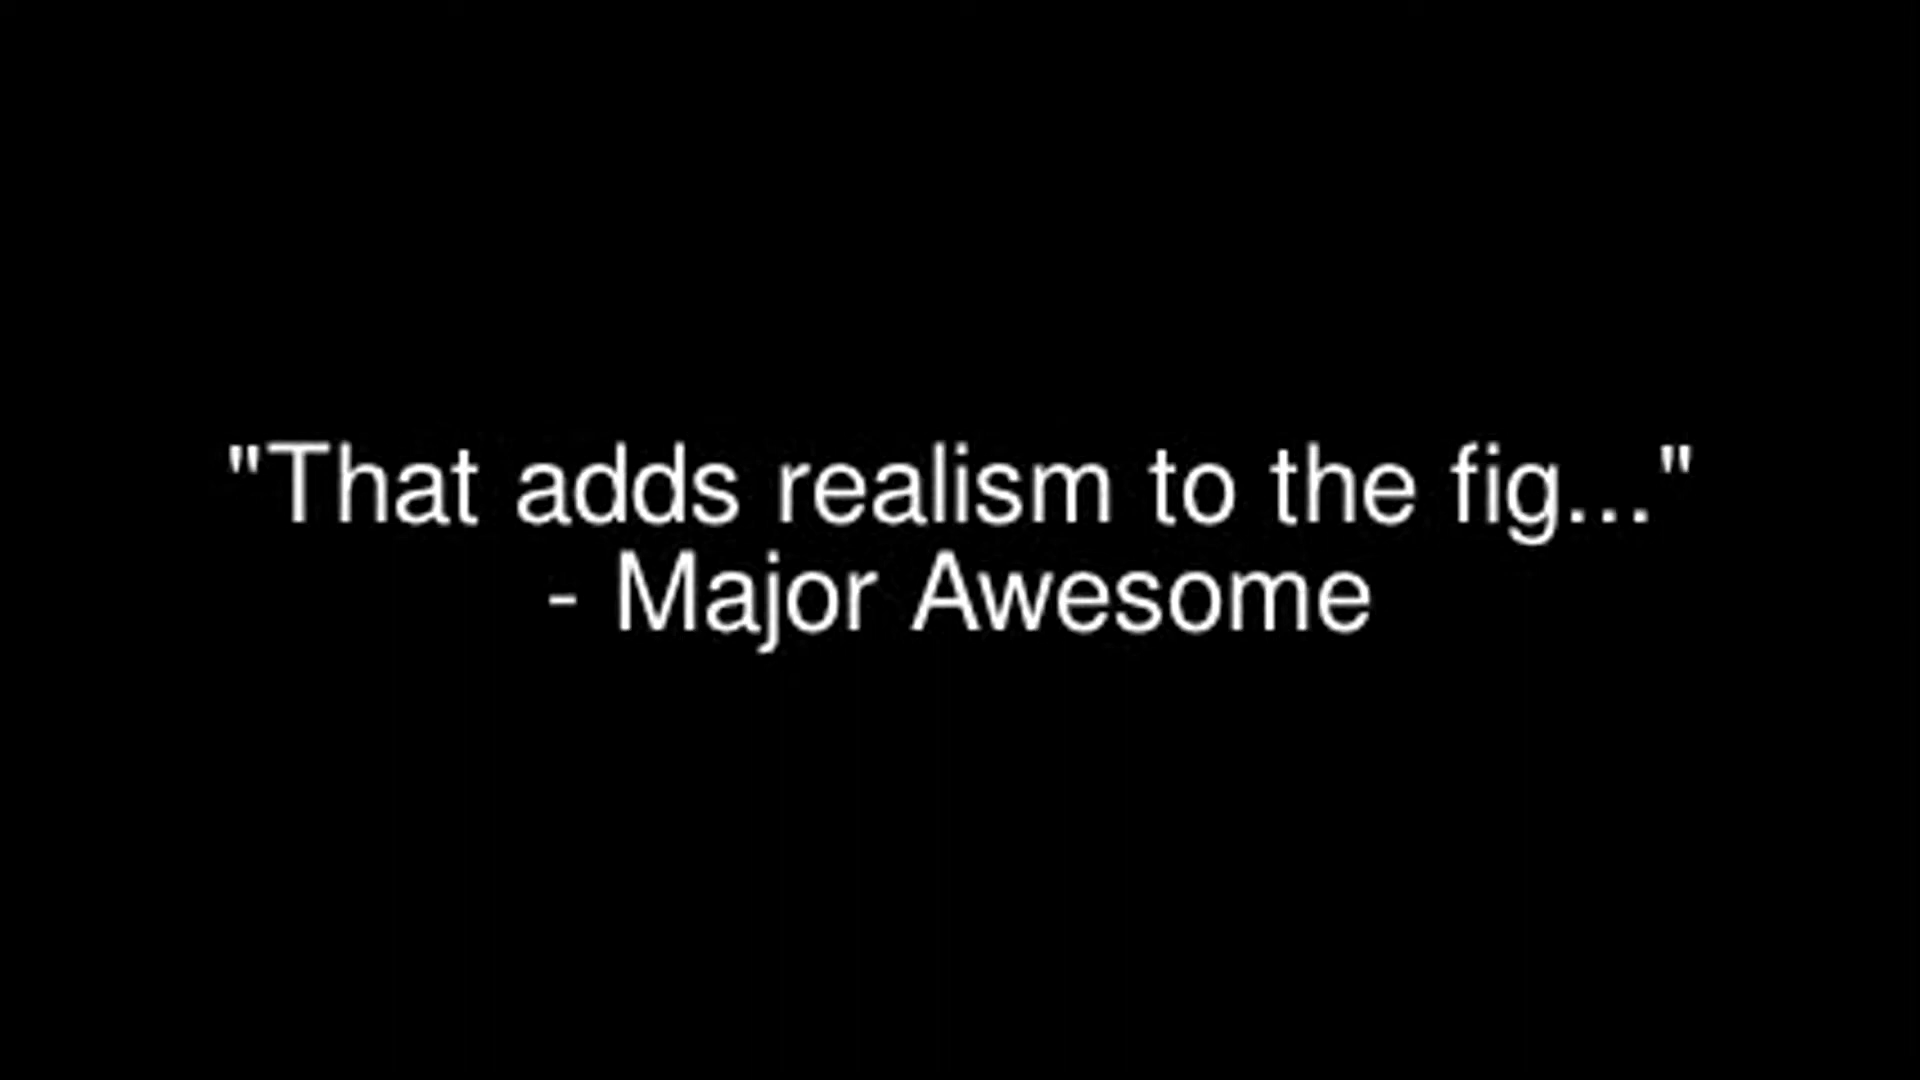 "That adds realism to the fig..."
- Major Awesome